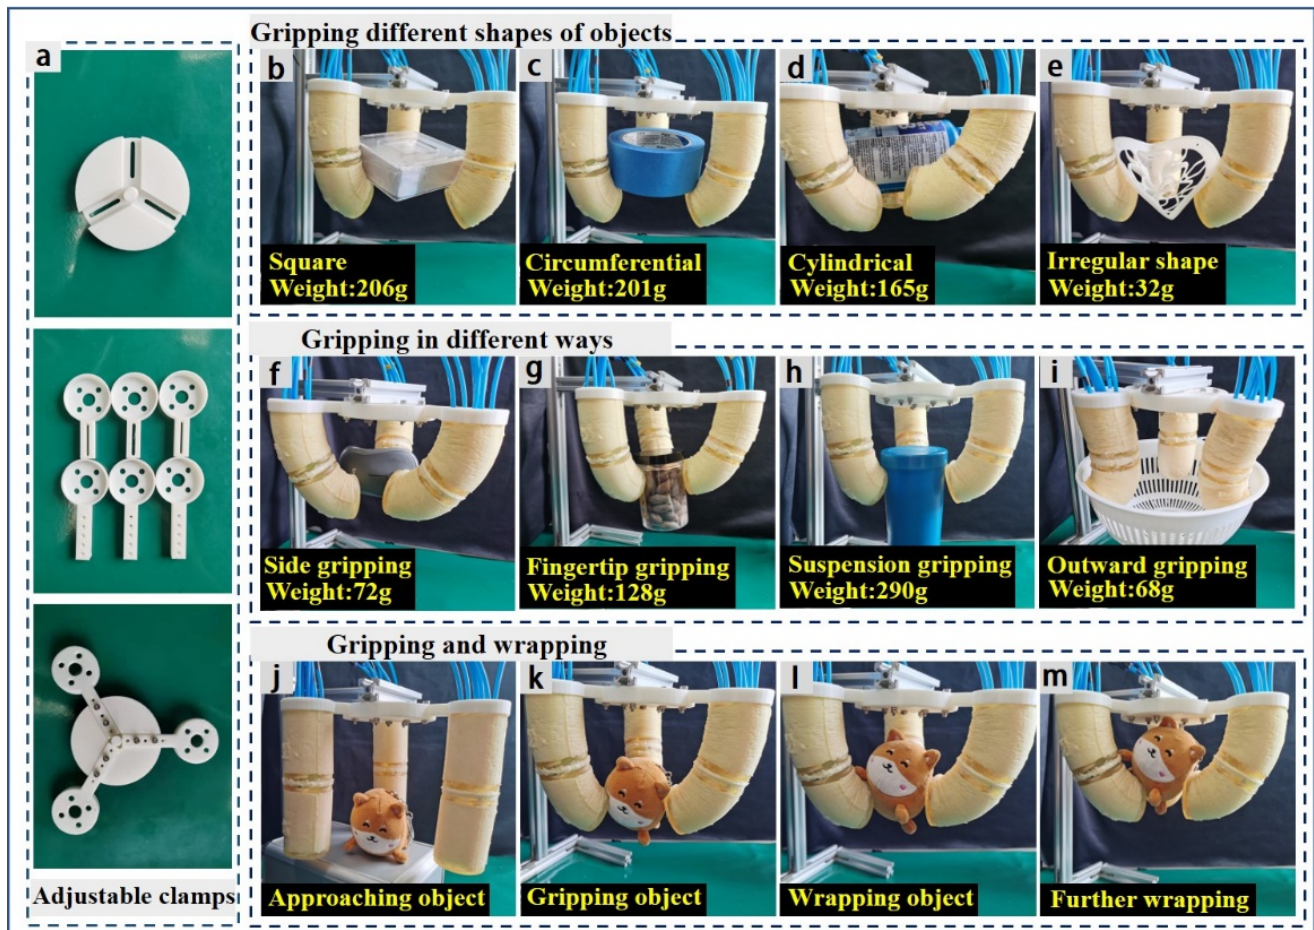 Gripping different shapes of objects
a
b
c
d
e
Square
Weight:206g
Circumferential
Weight:201g
Cylindrical
Weight:165g
Irregular shape
Weight:32g
Gripping in different ways
f
g
h
i
Side gripping
Weight:72g
Fingertip gripping
Weight:128g
Suspension gripping
Weight:290g
Outward gripping
Weight:68g
Gripping and wrapping
j
k
l
m
Adjustable clamps
Approaching object
Gripping object
Wrapping object
Further wrapping